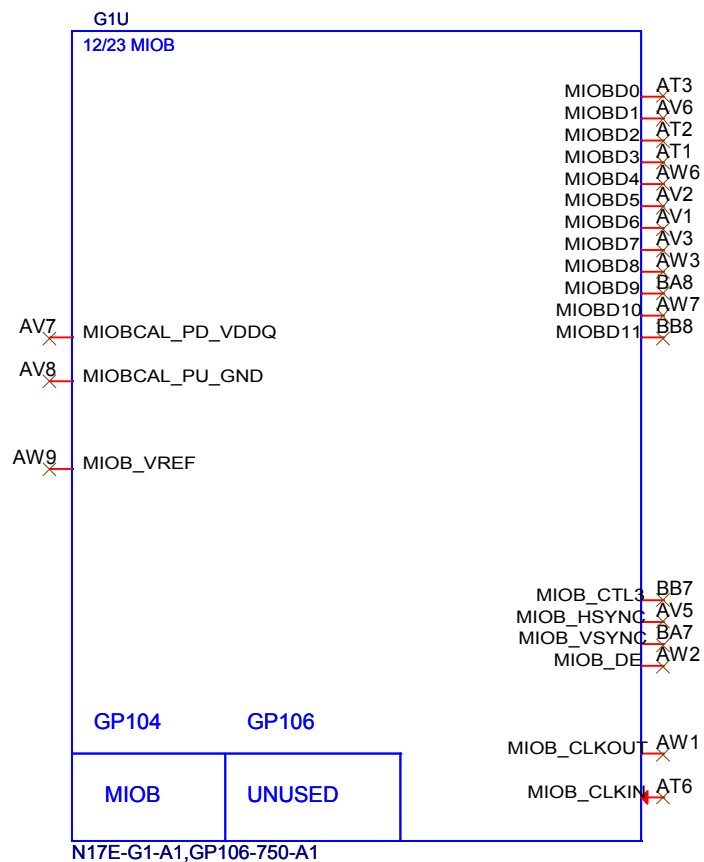 G1U
12/23 MIOB
MIOBD0 AT3
MIOBD1 AV6
MIOBD2 AT2
MIOBD3 AT1
MIOBD4 AW6
MIOBD5 AV2
MIOBD6 AV1
MIOBD7 AV3
MIOBD8 AW3
MIOBD9 BA8
MIOBD10 AW7
MIOBD11 BB8
AV7 MIOBCAL_PD_VDDQ
AV8 MIOBCAL_PU_GND
AW9 MIOB_VREF
MIOB_CTL3 BB7
MIOB_HSYNC AV5
MIOB_VSYNC BA7
MIOB_DE AW2
GP104 GP106
MIOB_CLKOUT AW1
MIOB UNUSED
MIOB_CLKIN AT6
N17E-G1-A1,GP106-750-A1